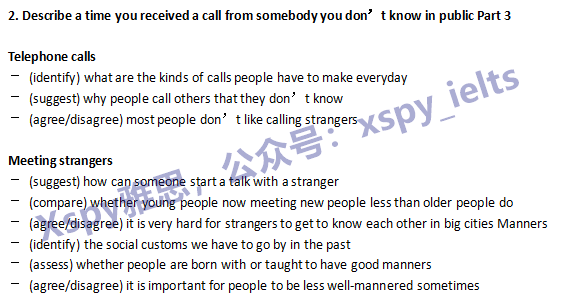 2. Describe a time you received a call from somebody you don’t know in public Part 3
Telephone calls
－ (identify) what are the kinds of calls people have to make everyday
－ (suggest) why people call others that they don’t know
－ (agree/disagree) most people don’t like calling strangers
Meeting strangers
－ (suggest) how can someone start a talk with a stranger
－ (compare) whether young people now meeting new people less than older people do
－ (agree/disagree) it is very hard for strangers to get to know each other in big cities Manners
－ (identify) the social customs we have to go by in the past
－ (assess) whether people are born with or taught to have good manners
－ (agree/disagree) it is important for people to be less well-mannered sometimes
Xspy雅思，公众号：xspy_ielts